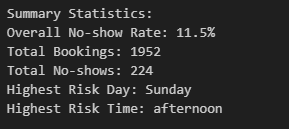 Summary Statistics:
Overall No-show Rate: 11.5%
Total Bookings: 1952
Total No-shows: 224
Highest Risk Day: Sunday
Highest Risk Time: afternoon